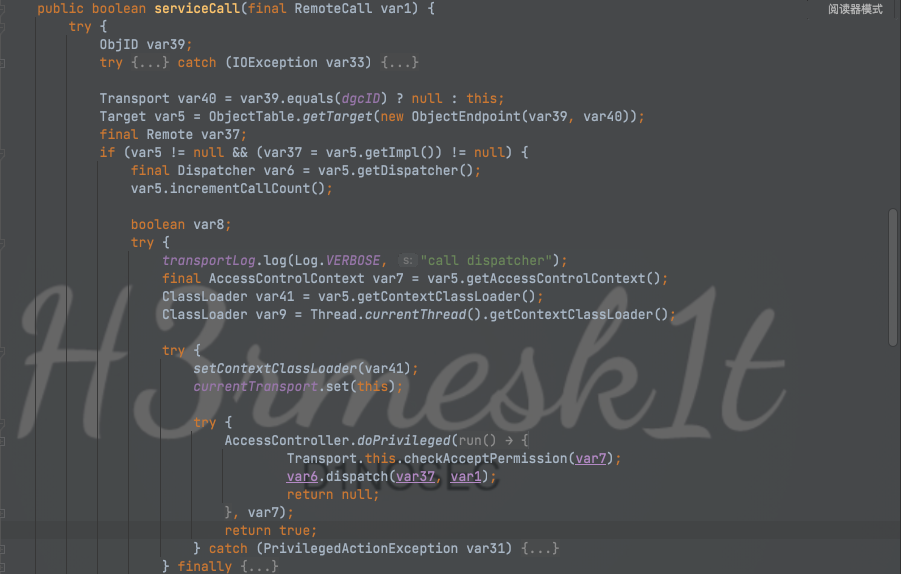 public boolean serviceCall(final RemoteCall var1) {
阅读器模式
try {
ObjID var39;
try {...} catch (IOException var33) {...}
Transport var40 = var39.equals(dgcID) ? null : this;
Target var5 = ObjectTable.getTarget(new ObjectEndpoint(var39, var40));
final Remote var37;
if (var5 != null && (var37 = var5.getImpl()) != null) {
final Dispatcher var6 = var5.getDispatcher();
var5.incrementCallCount();
boolean var8;
try {
transportLog.log(Log.VERBOSE, s: "call dispatcher");
final AccessControlContext var7 = var5.getAccessControlContext();
ClassLoader var41 = var5.getContextClassLoader();
ClassLoader var9 = Thread.currentThread().getContextClassLoader();
try {
setContextClassLoader(var41);
currentTransport.set(this);
try {
AccessController.doPrivileged(run() → {
Transport.this.checkAcceptPermission(var7);
var6.dispatch(var37, var1);
return null;
}, var7);
return true;
} catch (PrivilegedActionException var31) {...}
} finally {...}
H3rmesk1t
D1NOSEC